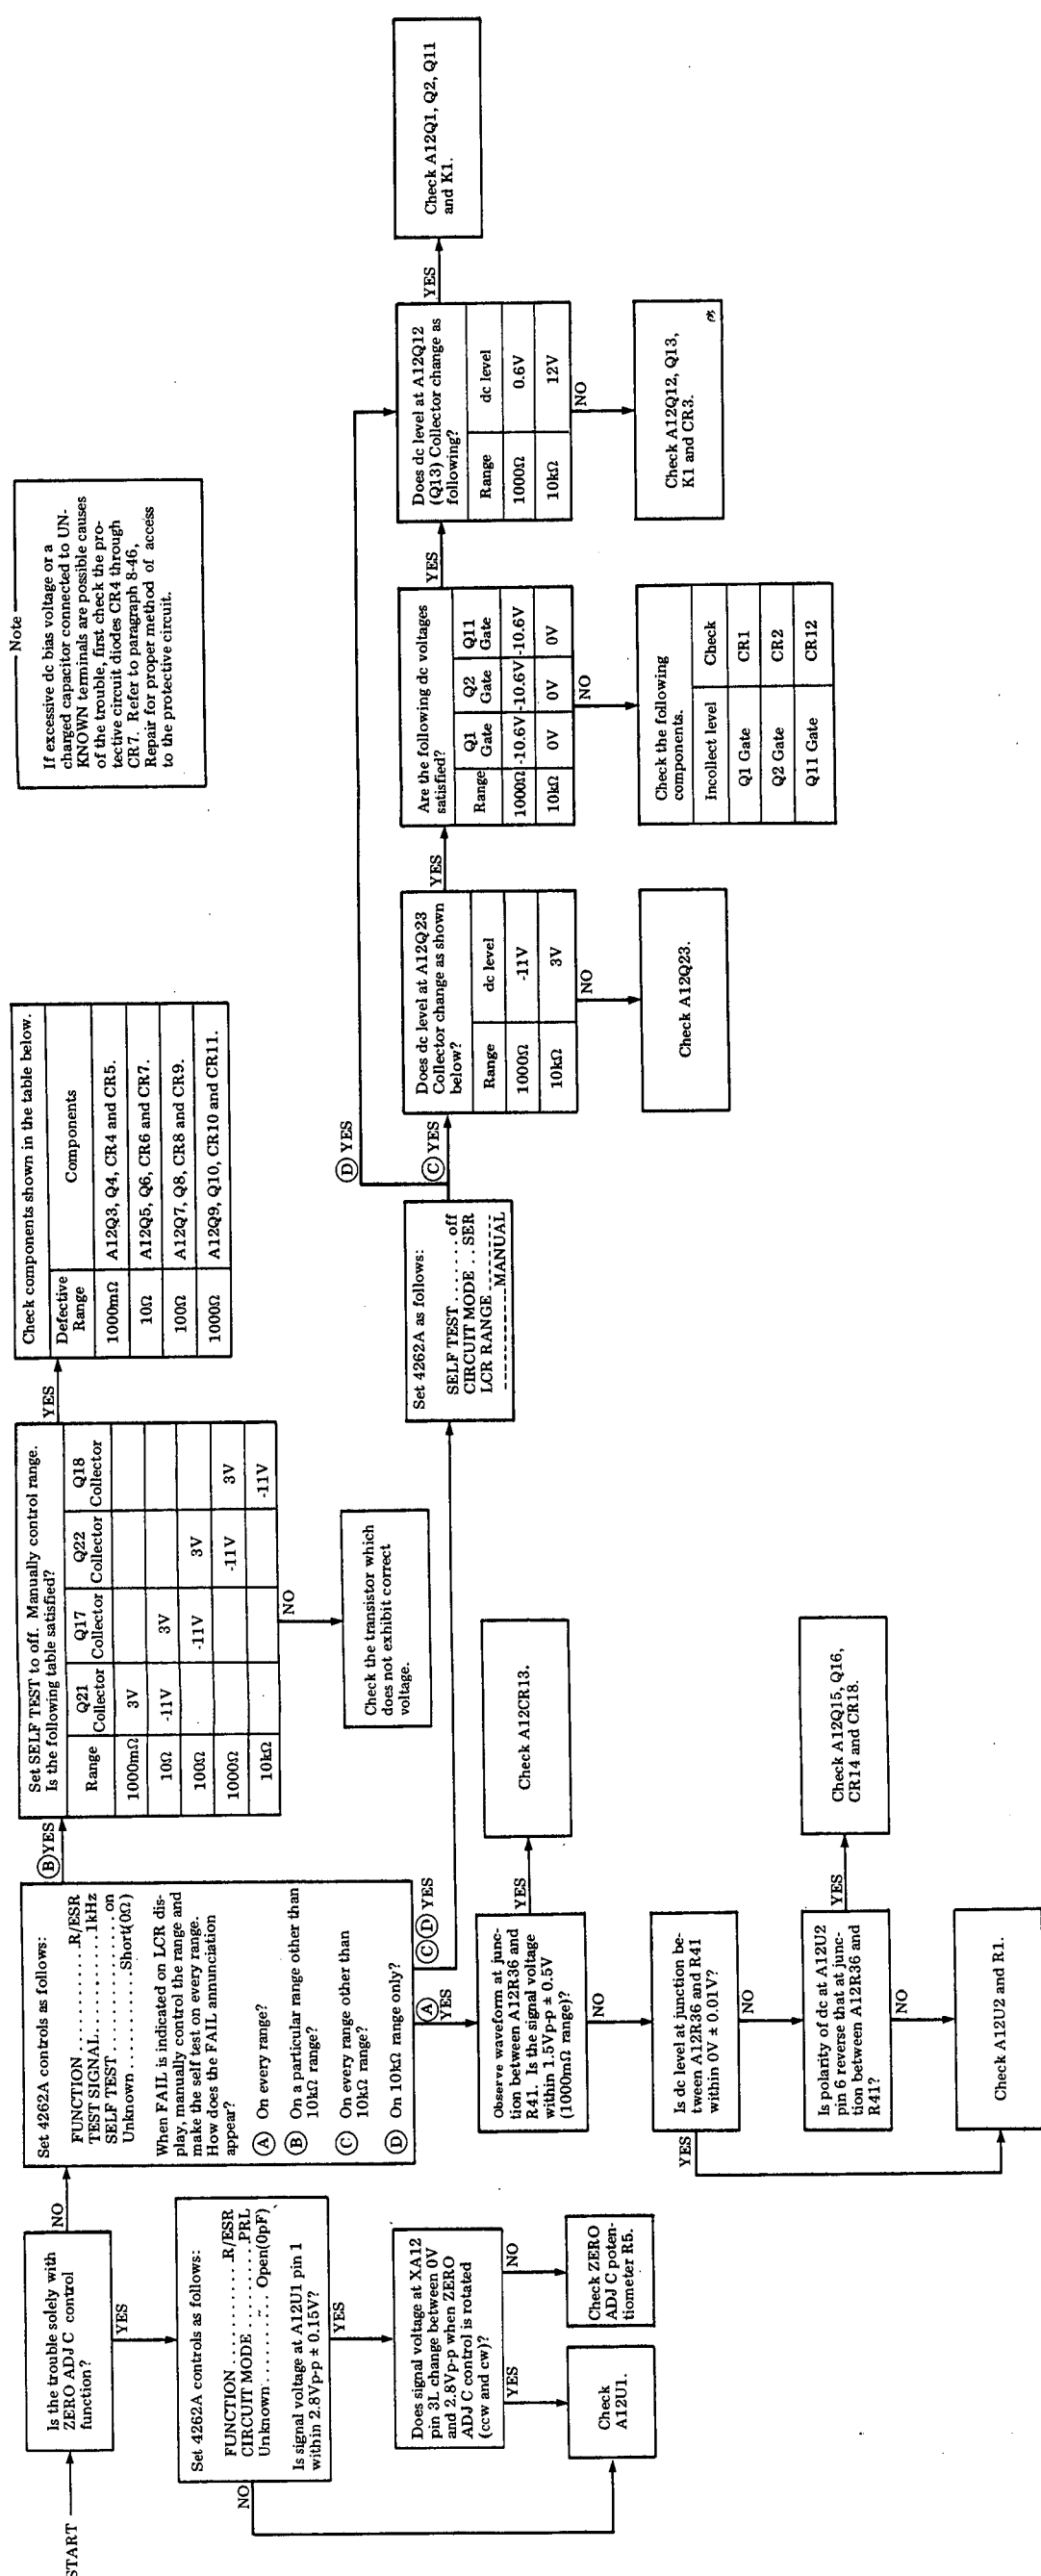 Note
If excessive dc bias voltage or a
charged capacitor connected to UN-
KNOWN terminals are possible causes
of the trouble, first check the pro-
tective circuit diodes CR4 through
CR7. Refer to paragraph 8-46,
Repair for proper method of access
to the protective circuit.
START
Is the trouble solely with
ZERO ADJ C control
function?
NO
YES
Set 4262A controls as follows:
FUNCTION ..........R/ESR
CIRCUIT MODE .........PRL
Unknown ........ Open(0pF)
Is signal voltage at A12U1 pin 1
within 2.8Vp-p ± 0.15V?
NO
YES
Does signal voltage at XA12
pin 3L change between 0V
and 2.8Vp-p when ZERO
ADJ C control is rotated
(ccw and cw)?
NO
YES
Check ZERO
ADJ C poten-
tiometer R5.
Check
A12U1.
Set 4262A controls as follows:
FUNCTION ..........R/ESR
TEST SIGNAL..........1kHz
SELF TEST ..............on
Unknown ..........Short(0Ω)
When FAIL is indicated on LCR dis-
play, manually control the range and
make the self test on every range.
How does the FAIL annunciation
appear?
(A) On every range?
(B) On a particular range other than
10kΩ range?
(C) On every range other than
10kΩ range?
(D) On 10kΩ range only?
(B) YES
(A) YES
(C) (D) YES
Set SELF TEST to off. Manually control range.
Is the following table satisfied?
Range Q21 Collector Q17 Collector Q22 Collector Q18 Collector
1000mΩ 3V
10Ω -11V 3V
100Ω -11V 3V
1000Ω -11V 3V
10kΩ -11V
YES
NO
Check the transistor which
does not exhibit correct
voltage.
Check components shown in the table below.
Defective Range Components
1000mΩ A12Q3, Q4, CR4 and CR5.
10Ω A12Q5, Q6, CR6 and CR7.
100Ω A12Q7, Q8, CR8 and CR9.
1000Ω A12Q9, Q10, CR10 and CR11.
Observe waveform at junc-
tion between A12R36 and
R41. Is the signal voltage
within 1.5Vp-p ± 0.5V
(1000mΩ range)?
YES
NO
Check A12CR13.
Is dc level at junction be-
tween A12R36 and R41
within 0V ± 0.01V?
YES
NO
Is polarity of dc at A12U2
pin 6 reverse that at junc-
tion between A12R36 and
R41?
YES
NO
Check A12Q15, Q16,
CR14 and CR18.
Check A12U2 and R1.
Set 4262A as follows:
SELF TEST .......off
CIRCUIT MODE ..SER
LCR RANGE --------
------------MANUAL
(D) YES
(C) YES
Does dc level at A12Q23
Collector change as shown
below?
Range dc level
1000Ω -11V
10kΩ 3V
YES
NO
Check A12Q23.
Are the following dc voltages
satisfied?
Range Q1 Gate Q2 Gate Q11 Gate
1000Ω -10.6V -10.6V -10.6V
10kΩ 0V 0V 0V
YES
NO
Check the following
components.
Incollect level Check
Q1 Gate CR1
Q2 Gate CR2
Q11 Gate CR12
Does dc level at A12Q12
(Q13) Collector change as
following?
Range dc level
1000Ω 0.6V
10kΩ 12V
YES
NO
Check A12Q12, Q13,
K1 and CR3.
Check A12Q1, Q2, Q11
and K1.